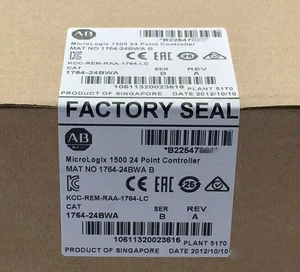 AB
*B22547
MicroLogix 1500 24 Point Controller
MAT NO 1764-24BWA B
KCC-REM-RAA-1764-LC
CAT SER REV
1764-24BWA B A
10611320023616 PLANT 5170
PRODUCT OF SINGAPORE DATE 2012/10/10
FACTORY SEAL
AB
*B22547
MicroLogix 1500 24 Point Controller
MAT NO 1764-24BWA B
KCC-REM-RAA-1764-LC
CAT SER REV
1764-24BWA B A
10611320023616 PLANT 5170
PRODUCT OF SINGAPORE DATE 2012/10/10